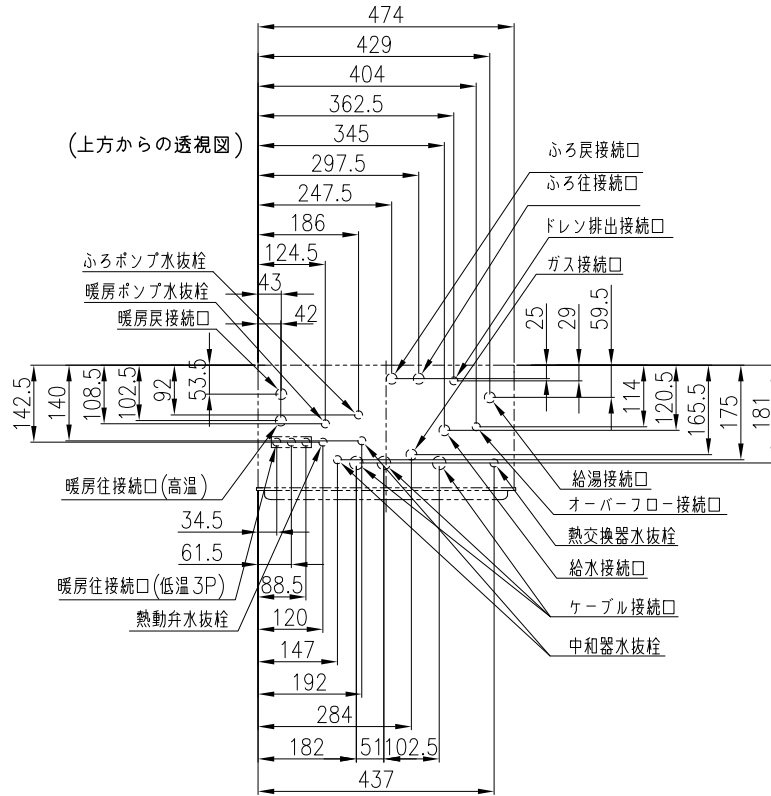 474
429
404
362.5
345
297.5
247.5
186
124.5
43
42
(上方からの透視図)
ふろ戻接続口
ふろ往接続口
ドレン排出接続口
ガス接続口
ふろポンプ水抜栓
暖房ポンプ水抜栓
暖房戻接続口
142.5
140
108.5
102.5
92
53.5
25
29
59.5
114
120.5
165.5
175
181
暖房往接続口(高温)
34.5
61.5
暖房往接続口(低温3P)
88.5
熱動弁水抜栓
120
147
192
284
182
51
102.5
437
給湯接続口
オーバーフロー接続口
熱交換器水抜栓
給水接続口
ケーブル接続口
中和器水抜栓